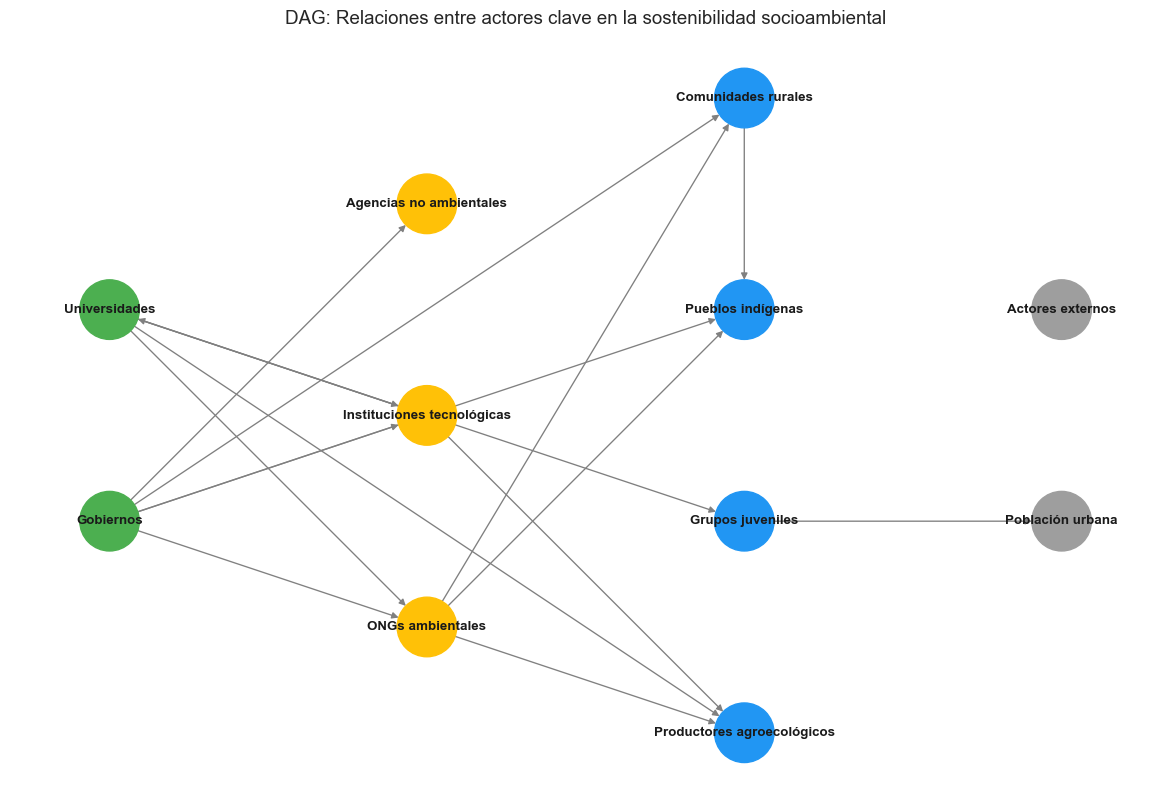 DAG: Relaciones entre actores clave en la sostenibilidad socioambiental
Comunidades rurales
Agencias no ambientales
Universidades
Pueblos indígenas
Actores externos
Instituciones tecnológicas
Gobiernos
Grupos juveniles
Población urbana
ONGs ambientales
Productores agroecológicos